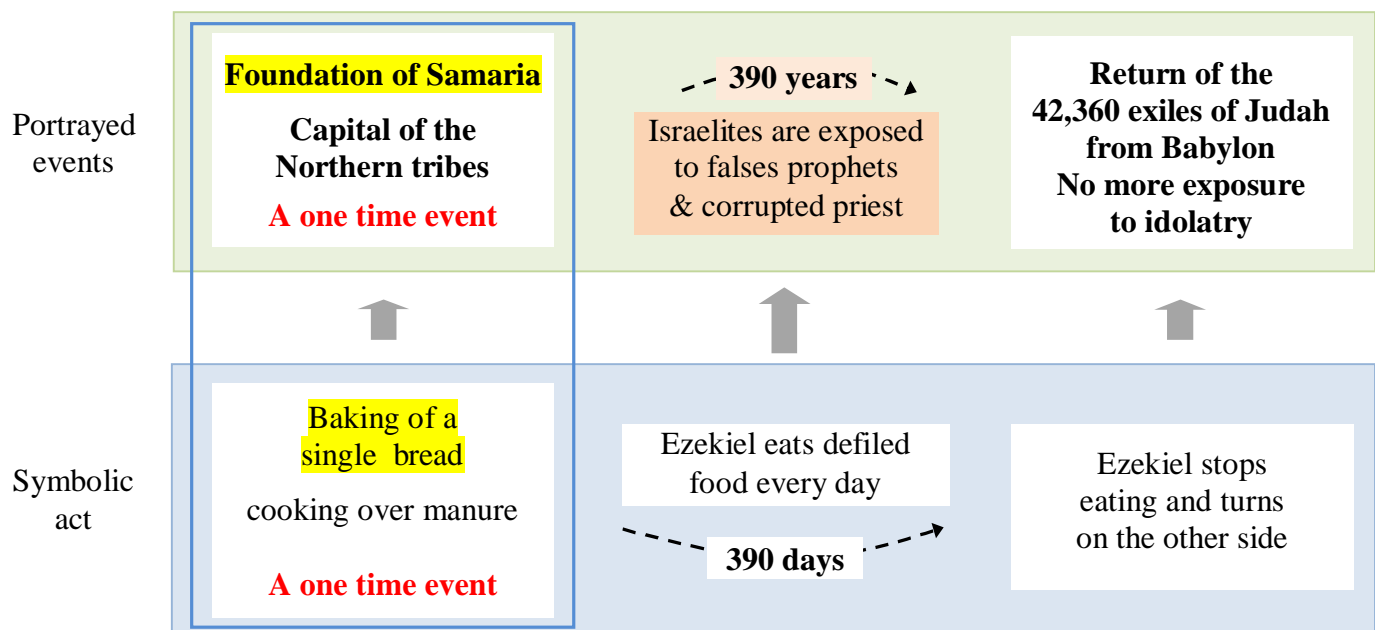 Portrayed
events
Foundation of Samaria
Capital of the
Northern tribes
A one time event
390 years
Israelites are exposed
to falses prophets
& corrupted priest
Return of the
42,360 exiles of Judah
from Babylon
No more exposure
to idolatry
Symbolic
act
Baking of a
single bread
cooking over manure
A one time event
Ezekiel eats defiled
food every day
390 days
Ezekiel stops
eating and turns
on the other side